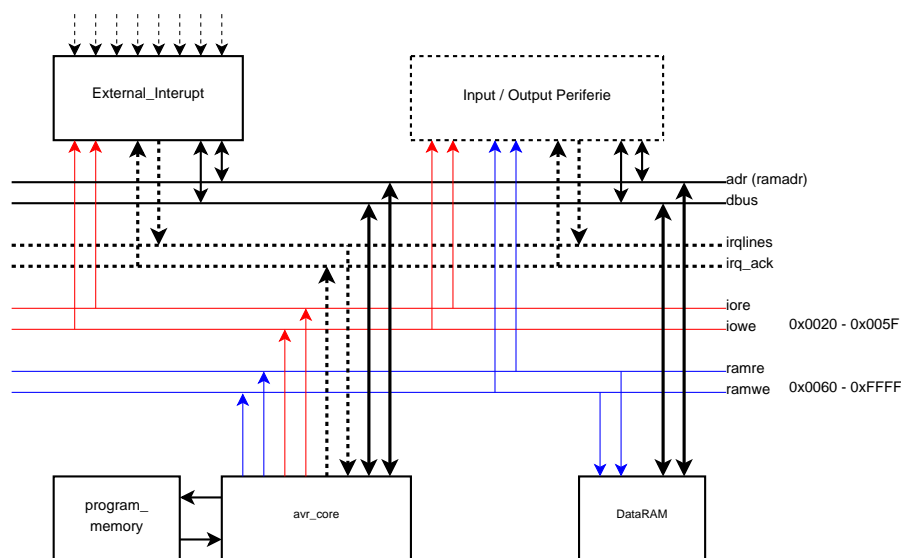 External_Interupt
Input / Output Periferie
adr (ramadr)
dbus
irqlines
irq_ack
iore
iowe 0x0020 - 0x005F
ramre
ramwe 0x0060 - 0xFFFF
program_
memory
avr_core
DataRAM